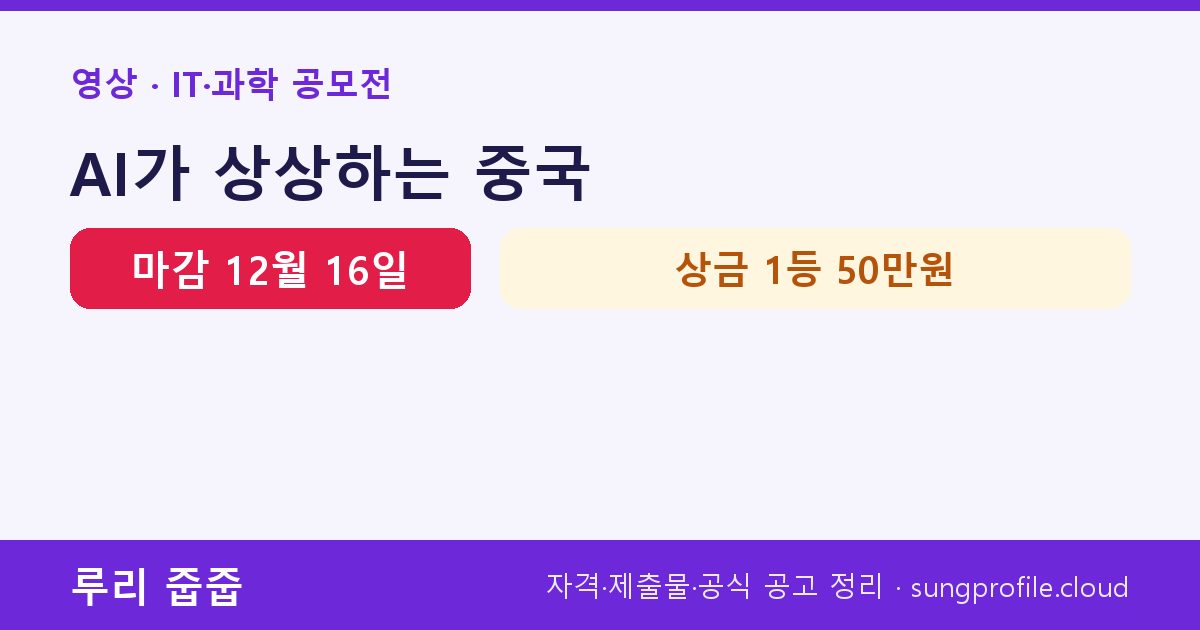 영상 · IT·과학 공모전
AI가 상상하는 중국
마감 12월 16일
상금 1등 50만원
루리 줍줍
자격·제출물·공식 공고 정리 · sungprofile.cloud